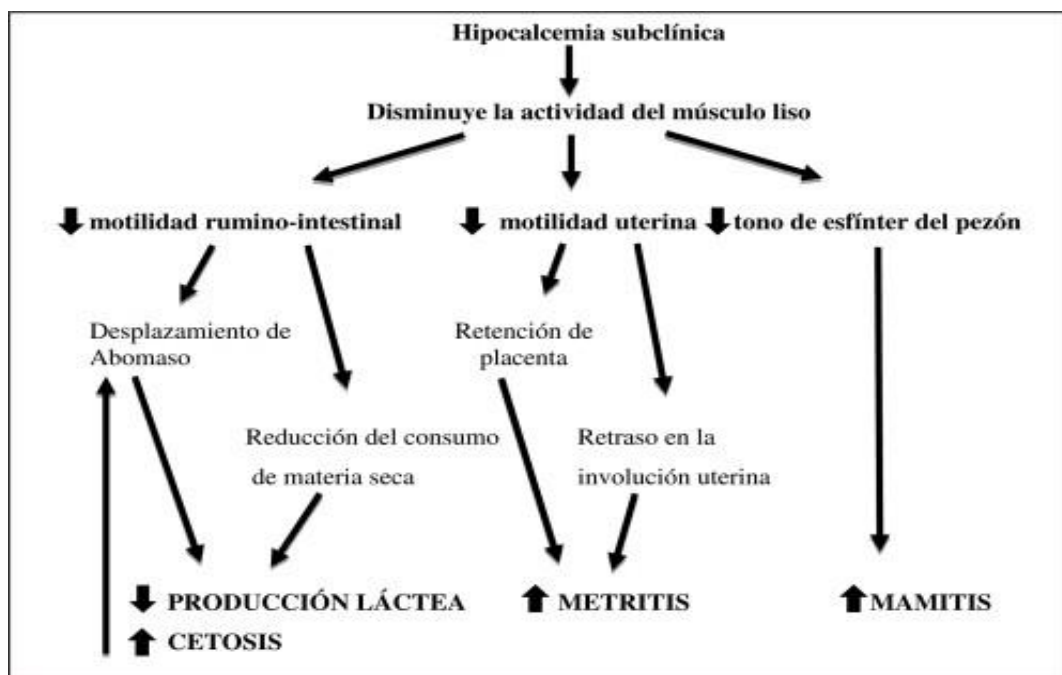 Hipocalcemia subclínica
Disminuye la actividad del músculo liso
motilidad rumino-intestinal
motilidad uterina
tono de esfínter del pezón
Desplazamiento de
Abomaso
Retención de
placenta
Reducción del consumo
de materia seca
Retraso en la
involución uterina
PRODUCCIÓN LÁCTEA
CETOSIS
METRITIS
MAMITIS